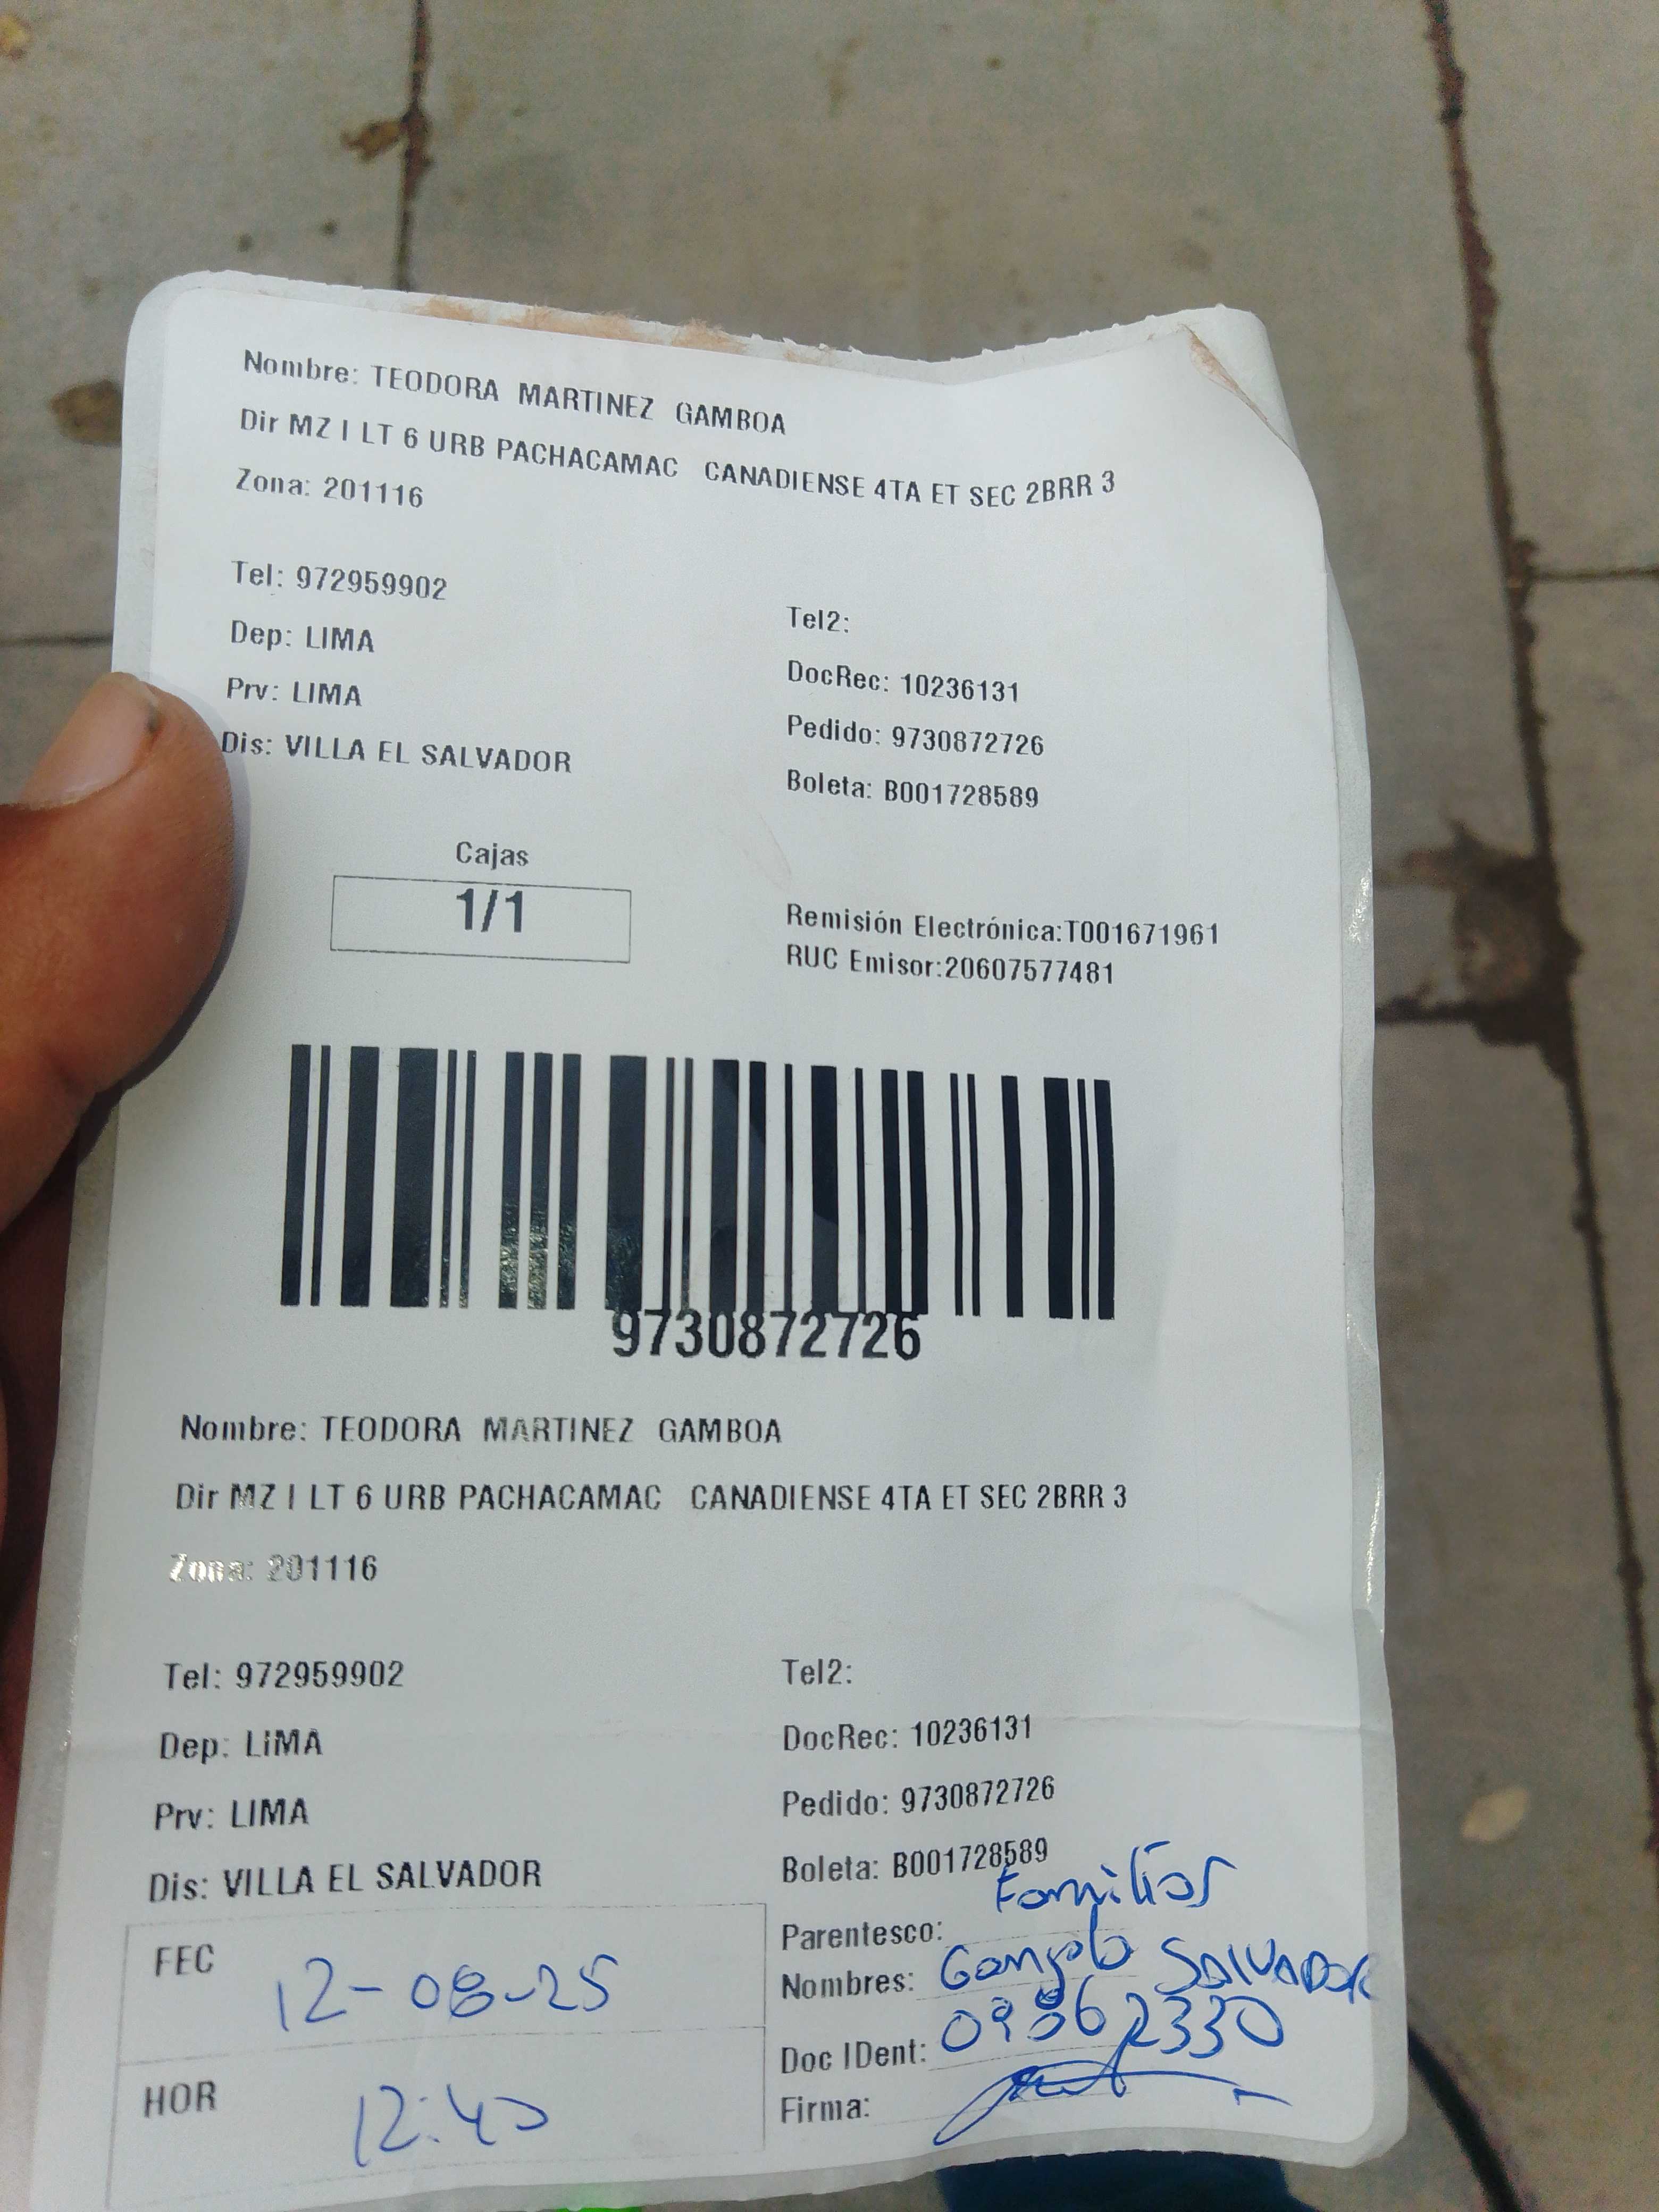 Nombre: TEODORA MARTINEZ GAMBOA
Dir MZ I LT 6 URB PACHACAMAC CANADIENSE 4TA ET SEC 2BRR 3
Zona: 201116
Tel: 972959902
Tel2:
Dep: LIMA
DocRec: 10236131
Prv: LIMA
Pedido: 9730872726
Dis: VILLA EL SALVADOR
Boleta: B001728589
Cajas
1/1
Remisión Electrónica:T001671961
RUC Emisor:20607577481
9730872726
Nombre: TEODORA MARTINEZ GAMBOA
Dir MZ I LT 6 URB PACHACAMAC CANADIENSE 4TA ET SEC 2BRR 3
Zona: 201116
Tel: 972959902
Tel2:
Dep: LIMA
DocRec: 10236131
Prv: LIMA
Pedido: 9730872726
Dis: VILLA EL SALVADOR
Boleta: B001728589
FEC 12-08-25
Parentesco:
Nombres: SALVADOR
Doc IDent:
HOR 12:40
Firma: